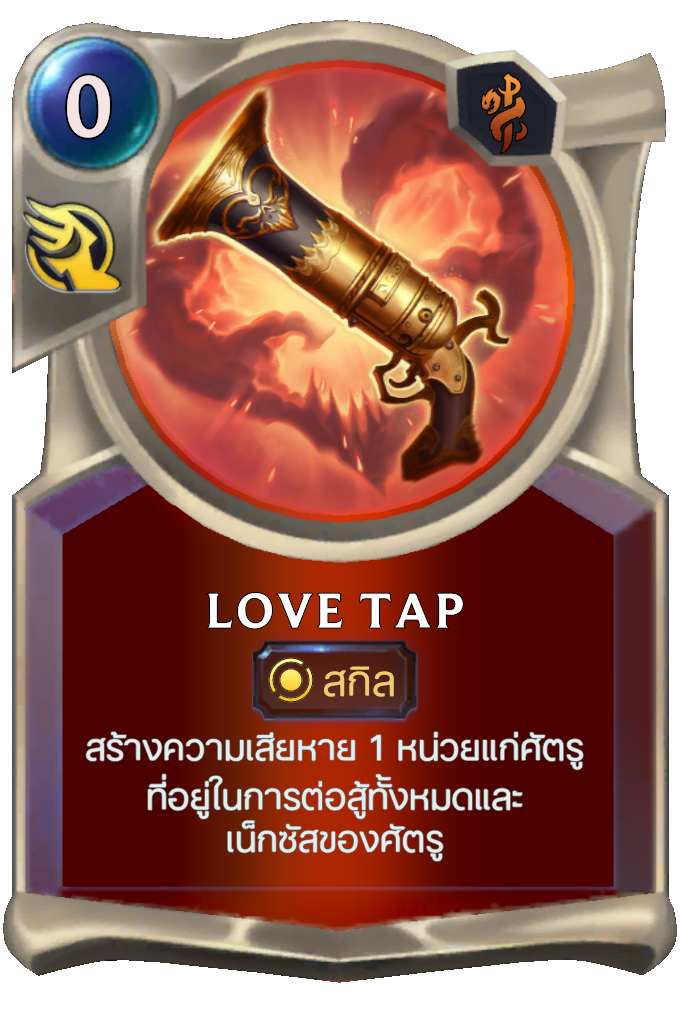 0
LOVE TAP
สกิล
สร้างความเสียหาย 1 หน่วยแก่ศัตรู
ที่อยู่ในการต่อสู้ทั้งหมดและ
เน็กซัสของศัตรู